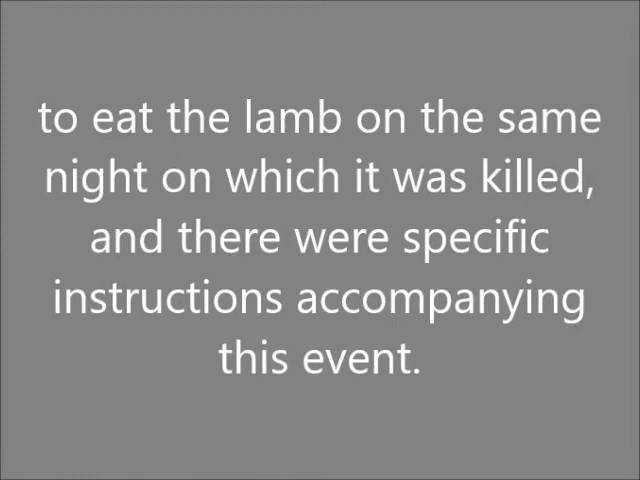 to eat the lamb on the same
night on which it was killed,
and there were specific
instructions accompanying
this event.